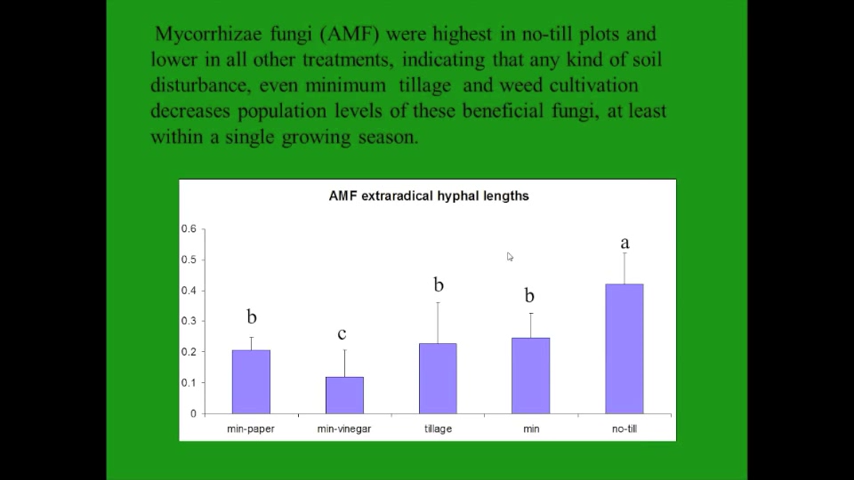 Mycorrhizae fungi (AMF) were highest in no-till plots and
lower in all other treatments, indicating that any kind of soil
disturbance, even minimum tillage and weed cultivation
decreases population levels of these beneficial fungi, at least
within a single growing season.
AMF extraradical hyphal lengths
0.6
0.5
0.4
0.3
0.2
0.1
0
b
c
b
b
a
min-paper
min-vinegar
tillage
min
no-till